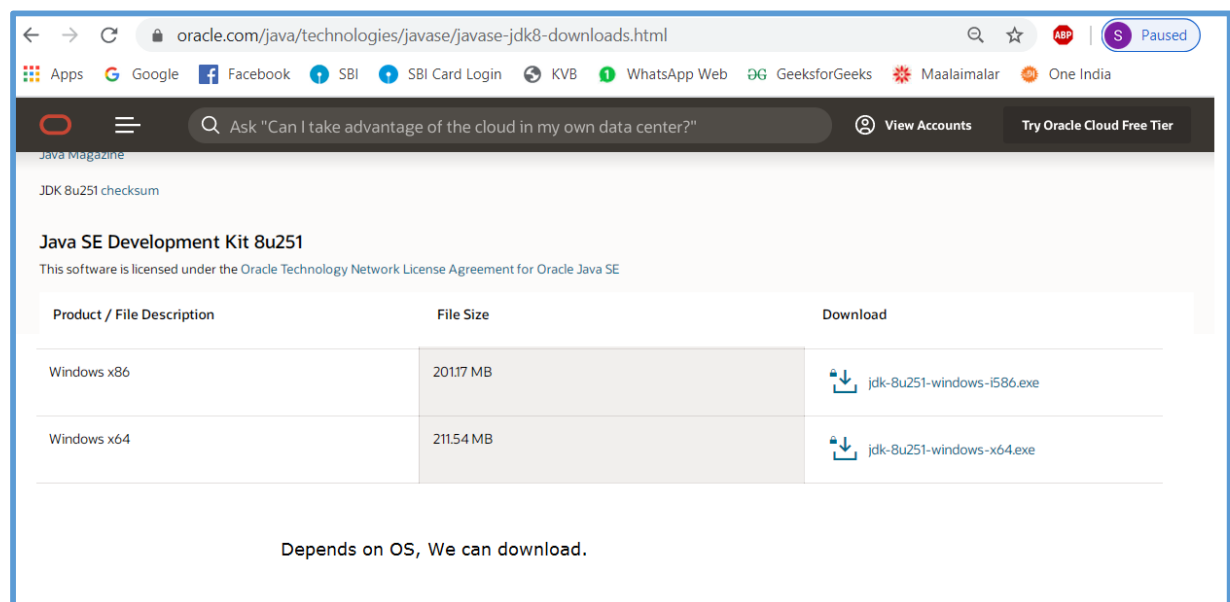 oracle.com/java/technologies/javase/javase-jdk8-downloads.html ABP S Paused
Apps G Google f Facebook SBI SBI Card Login KVB 1 WhatsApp Web GeeksforGeeks Maalaimalar One India
Ask "Can I take advantage of the cloud in my own data center?" View Accounts Try Oracle Cloud Free Tier
Java Magazine
JDK 8u251 checksum
Java SE Development Kit 8u251
This software is licensed under the Oracle Technology Network License Agreement for Oracle Java SE
Product / File Description File Size Download
Windows x86 201.17 MB jdk-8u251-windows-i586.exe
Windows x64 211.54 MB jdk-8u251-windows-x64.exe
Depends on OS, We can download.